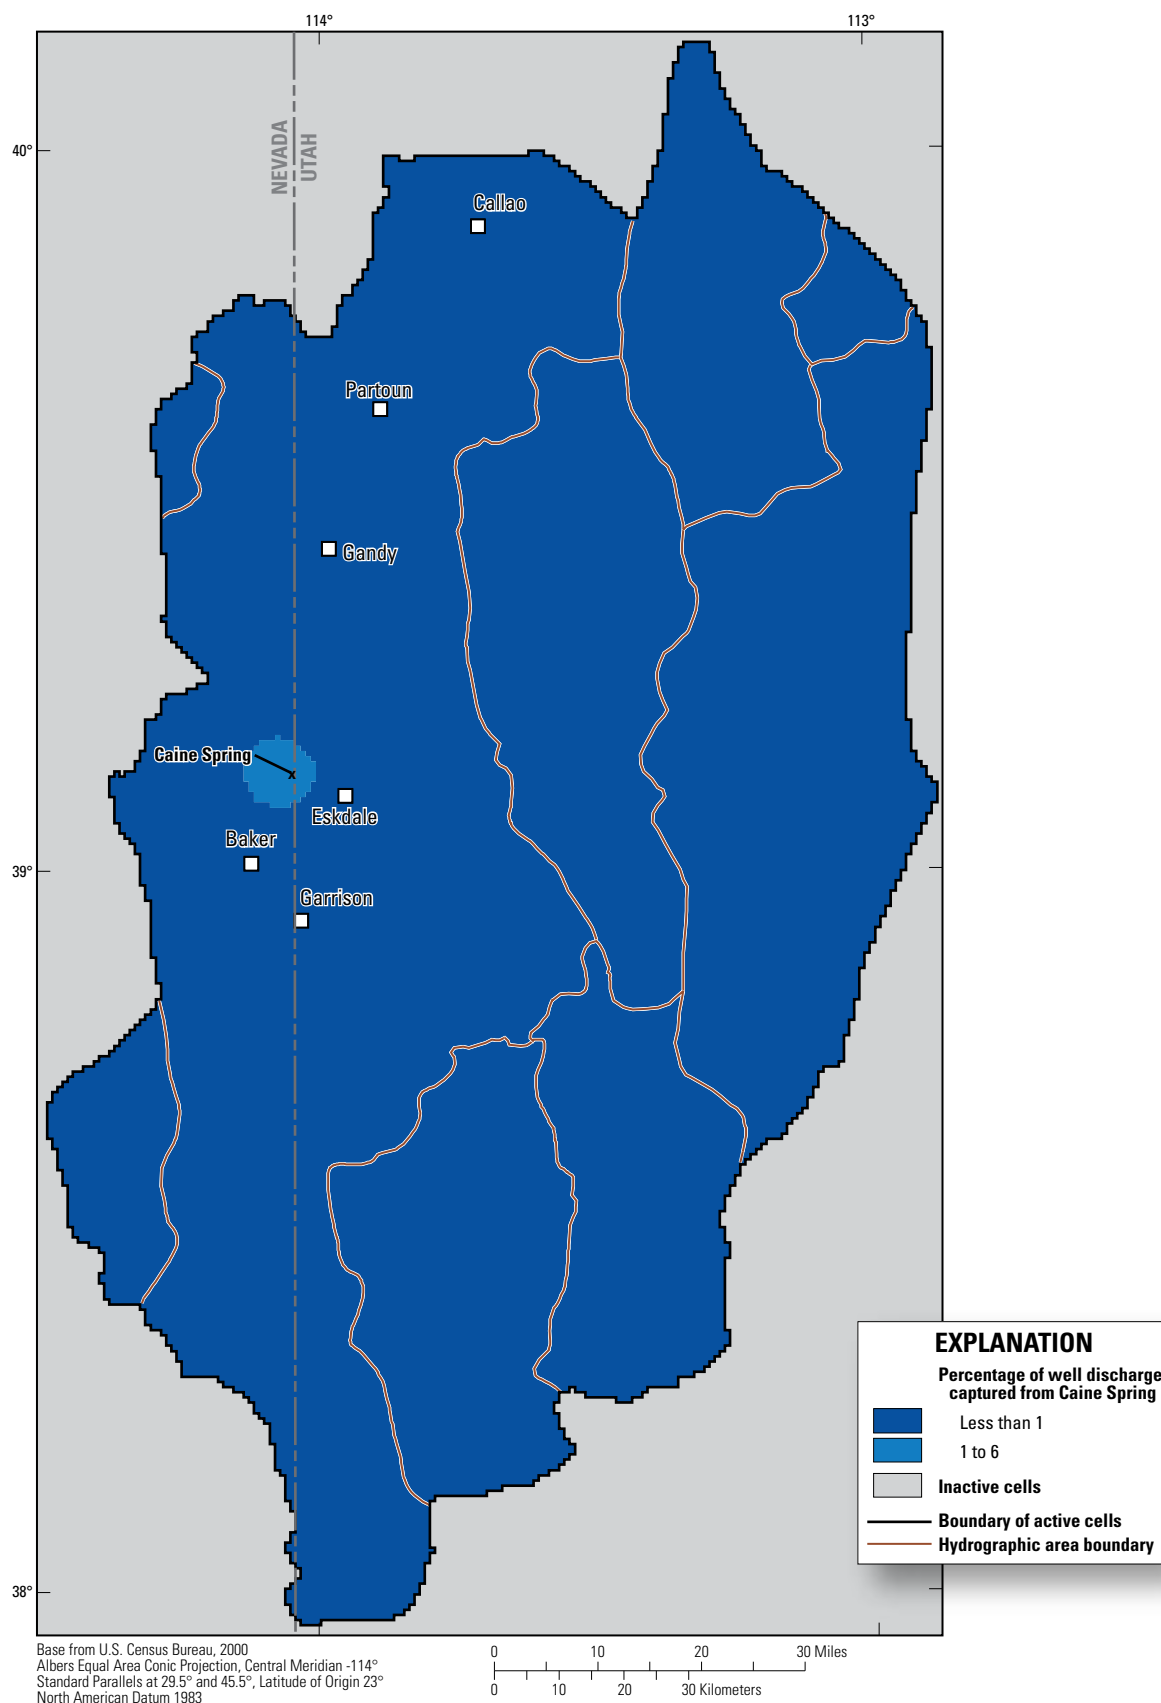 114°
113°
40°
NEVADA
UTAH
Callao
Partoun
Gandy
Caine Spring
x
Eskdale
Baker
39°
Garrison
EXPLANATION
Percentage of well discharge
captured from Caine Spring
Less than 1
1 to 6
Inactive cells
Boundary of active cells
Hydrographic area boundary
38°
Base from U.S. Census Bureau, 2000
Albers Equal Area Conic Projection, Central Meridian -114°
Standard Parallels at 29.5° and 45.5°, Latitude of Origin 23°
North American Datum 1983
0 10 20 30 Miles
0 10 20 30 Kilometers